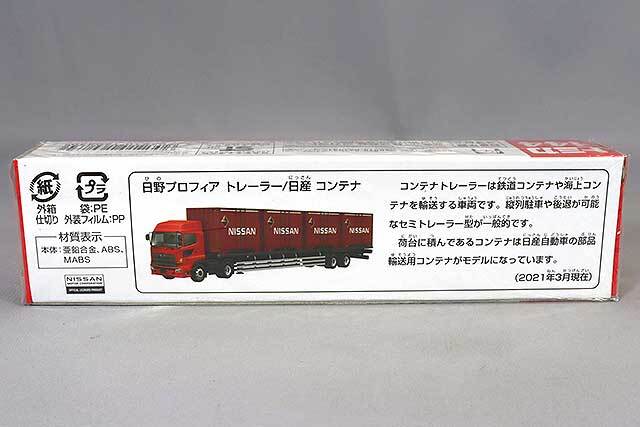 紙
外箱
仕切り
プラ
袋:PE
外装フィルム:PP
材質表示
本体:亜鉛合金、ABS、
MABS
NISSAN
MOTOR CORPORATION
OFFICIAL LICENSED PRODUCT
日野プロフィア トレーラー/日産 コンテナ
NISSAN
NISSAN
NISSAN
NISSAN
コンテナトレーラーは鉄道コンテナや海上コン
テナを輸送する車両です。縦列駐車や後退が可能
なセミトレーラー型が一般的です。
荷台に積んであるコンテナは日産自動車の部品
輸送用コンテナがモデルになっています。
(2021年3月現在)